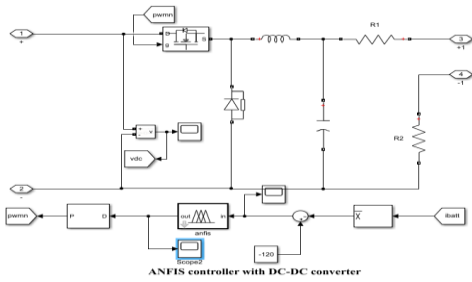 pwmn
R1
1
+
D
S
g
3
+1
4
-1
R2
+
-
v
vdc
2
-
pwmn
P
D
out
in
anfis
X
Ibatt
-120
Scope2
ANFIS controller with DC-DC converter